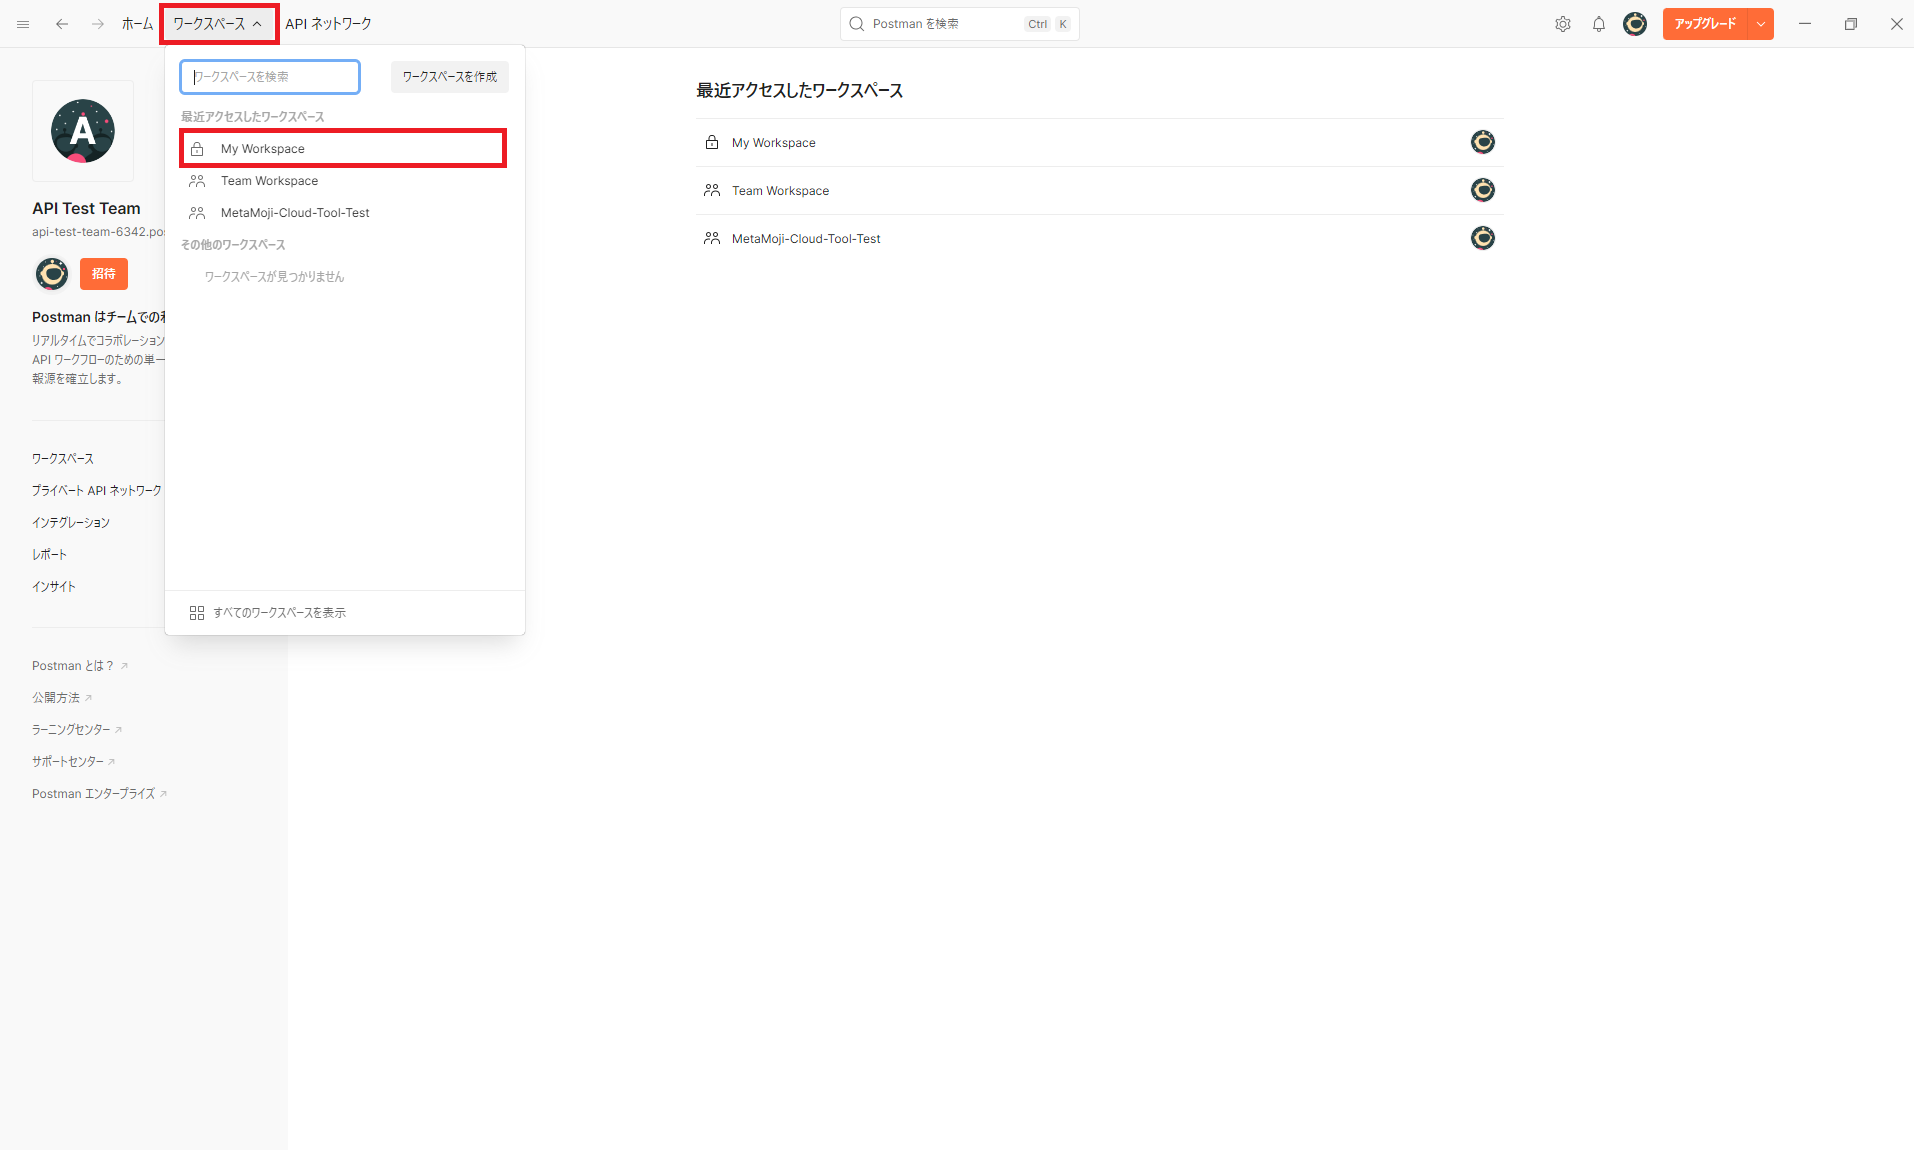 ホーム
ワークスペース
API ネットワーク
Postman を検索
Ctrl
K
アップグレード
ワークスペースを検索
ワークスペースを作成
最近アクセスしたワークスペース
My Workspace
Team Workspace
MetaMoji-Cloud-Tool-Test
その他のワークスペース
ワークスペースが見つかりません
すべてのワークスペースを表示
A
API Test Team
api-test-team-6342.pos
招待
Postman はチームでの
リアルタイムでコラボレーション
API ワークフローのための単一
報源を確立します。
ワークスペース
プライベート API ネットワーク
インテグレーション
レポート
インサイト
Postman とは？
公開方法
ラーニングセンター
サポートセンター
Postman エンタープライズ
最近アクセスしたワークスペース
My Workspace
Team Workspace
MetaMoji-Cloud-Tool-Test